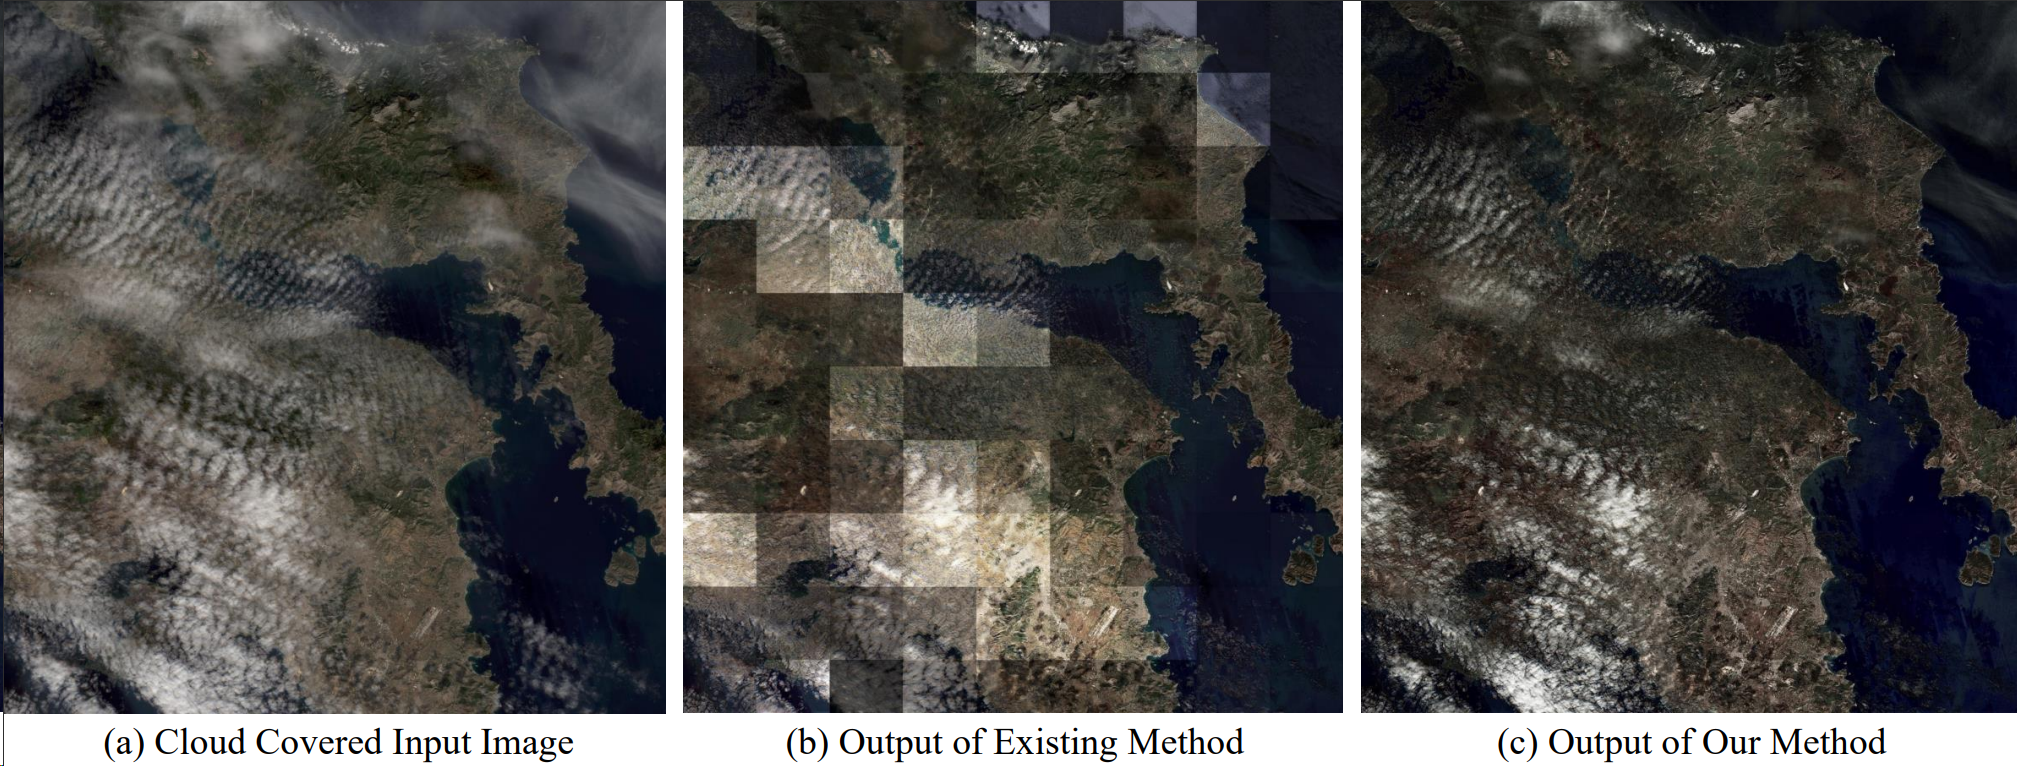 (a) Cloud Covered Input Image
(b) Output of Existing Method
(c) Output of Our Method